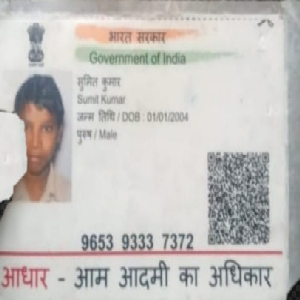 भारत सरकार
Government of India
सुमित कुमार
Sumit Kumar
जन्म तिथि / DOB : 01/01/2004
पुरुष / Male
9653 9333 7372
आधार - आम आदमी का अधिकार